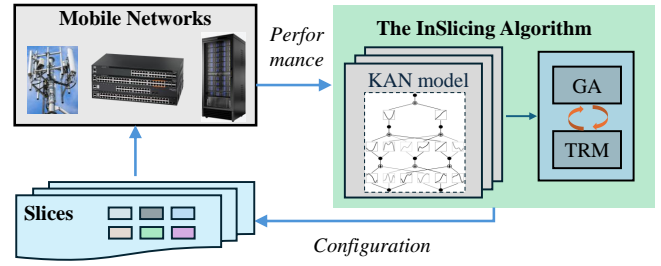 Mobile Networks
Perfor
mance
The InSlicing Algorithm
KAN model
GA
TRM
Slices
Configuration